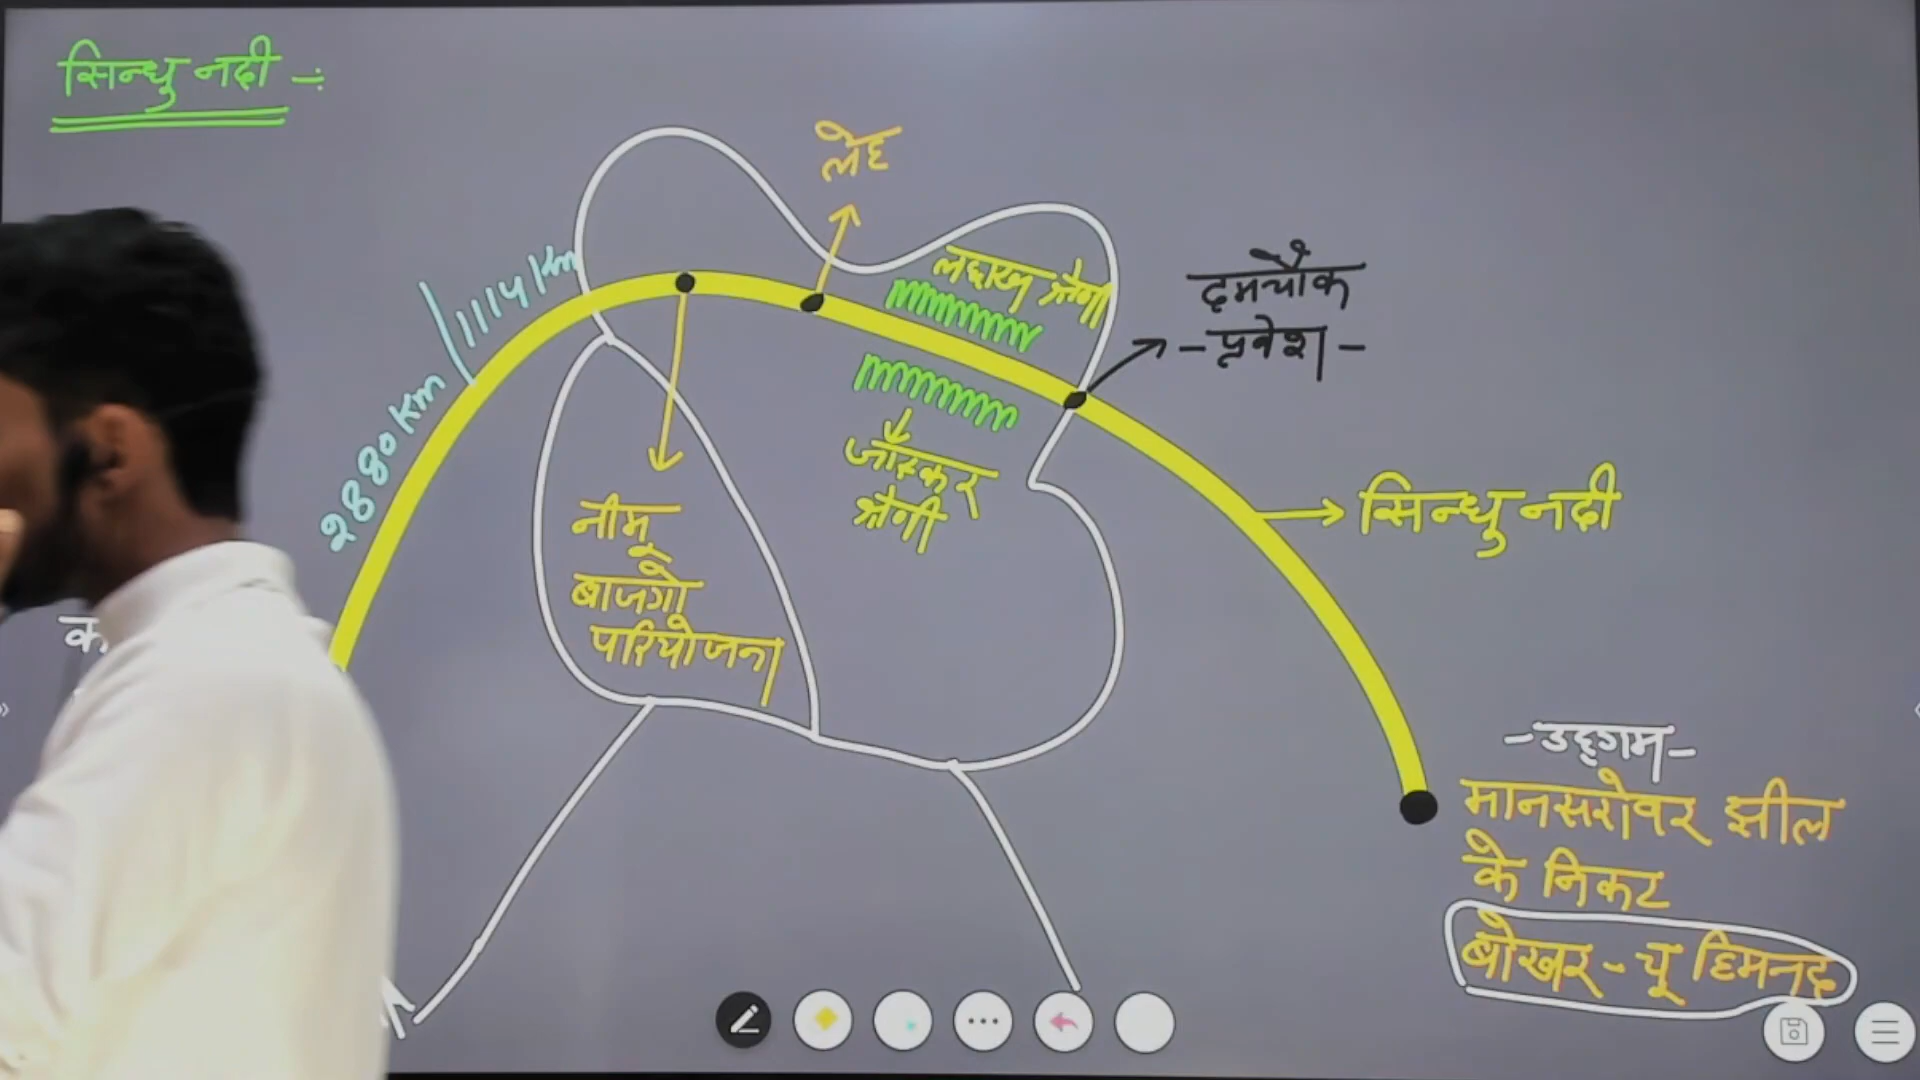 सिन्धु नदी -:
लेह
लद्दाख श्रेणी
दमचौक
-प्रवेश-
1114 Km
2880 Km
जॉस्कर
श्रेणी
सिन्धु नदी
नीमू
बाजगो
परियोजना
-उद्गम-
मानसरोवर झील
के निकट
बोखर-चू हिमनद